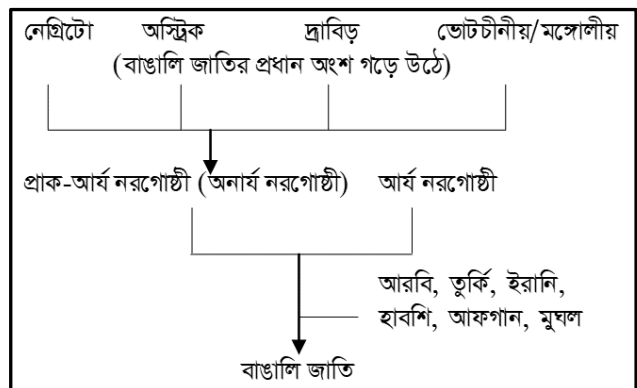 নেগ্রিটো অস্ট্রিক দ্রাবিড় ভোটচীনীয়/মঙ্গোলীয়
(বাঙালি জাতির প্রধান অংশ গড়ে উঠে)
প্রাক-আর্য নরগোষ্ঠী (অনার্য নরগোষ্ঠী) আর্য নরগোষ্ঠী
আরবি, তুর্কি, ইরানি,
হাবশি, আফগান, মুঘল
বাঙালি জাতি